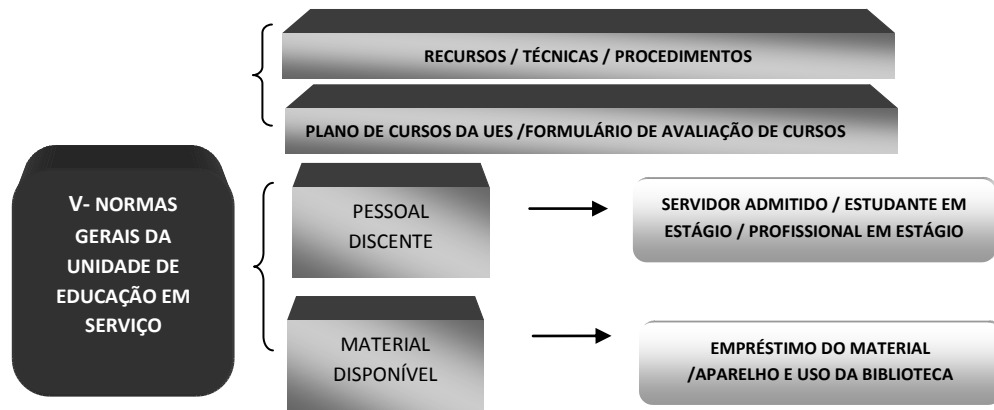 RECURSOS / TÉCNICAS / PROCEDIMENTOS
PLANO DE CURSOS DA UES /FORMULÁRIO DE AVALIAÇÃO DE CURSOS
V- NORMAS
GERAIS DA
UNIDADE DE
EDUCAÇÃO EM
SERVIÇO
PESSOAL
DISCENTE
SERVIDOR ADMITIDO / ESTUDANTE EM
ESTÁGIO / PROFISSIONAL EM ESTÁGIO
MATERIAL
DISPONÍVEL
EMPRÉSTIMO DO MATERIAL
/APARELHO E USO DA BIBLIOTECA